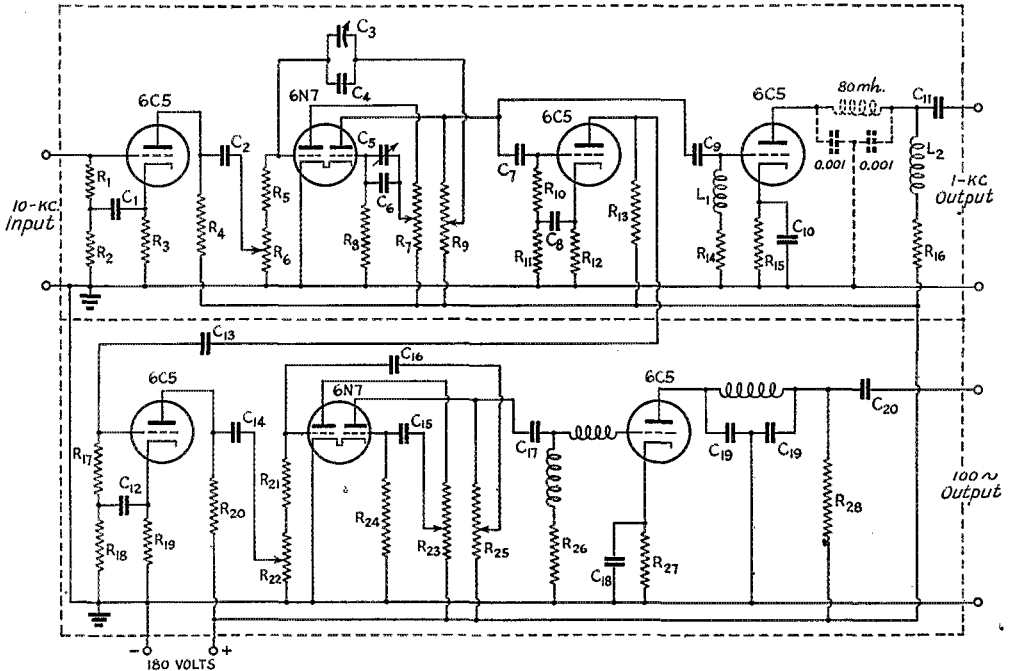 C3
C4
6C5
6N7
6C5
6C5
80mh.
C11
C2
C5
C6
C7
C9
0.001
0.001
L2
R1
C1
R2
R3
R4
R5
R6
R8
R7
R9
R10
C8
R11
R12
R13
L1
R14
R15
C10
R16
10-KC
Input
1-KC
Output
C13
C16
6C5
6N7
6C5
C14
C15
C17
C19
C19
C20
R17
C12
R18
R19
R20
R21
R22
R24
R23
R25
R26
C18
R27
R28
100~
Output
- 180 VOLTS +